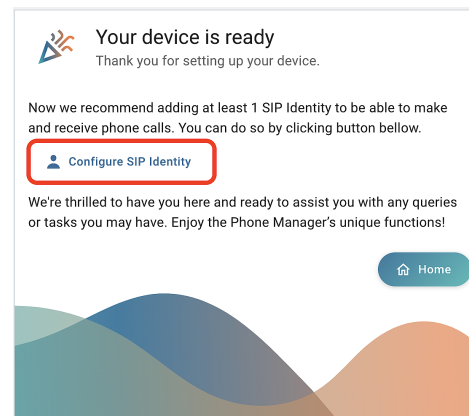 Your device is ready
Thank you for setting up your device.
Now we recommend adding at least 1 SIP Identity to be able to make
and receive phone calls. You can do so by clicking button bellow.
Configure SIP Identity
We're thrilled to have you here and ready to assist you with any queries
or tasks you may have. Enjoy the Phone Manager's unique functions!
Home